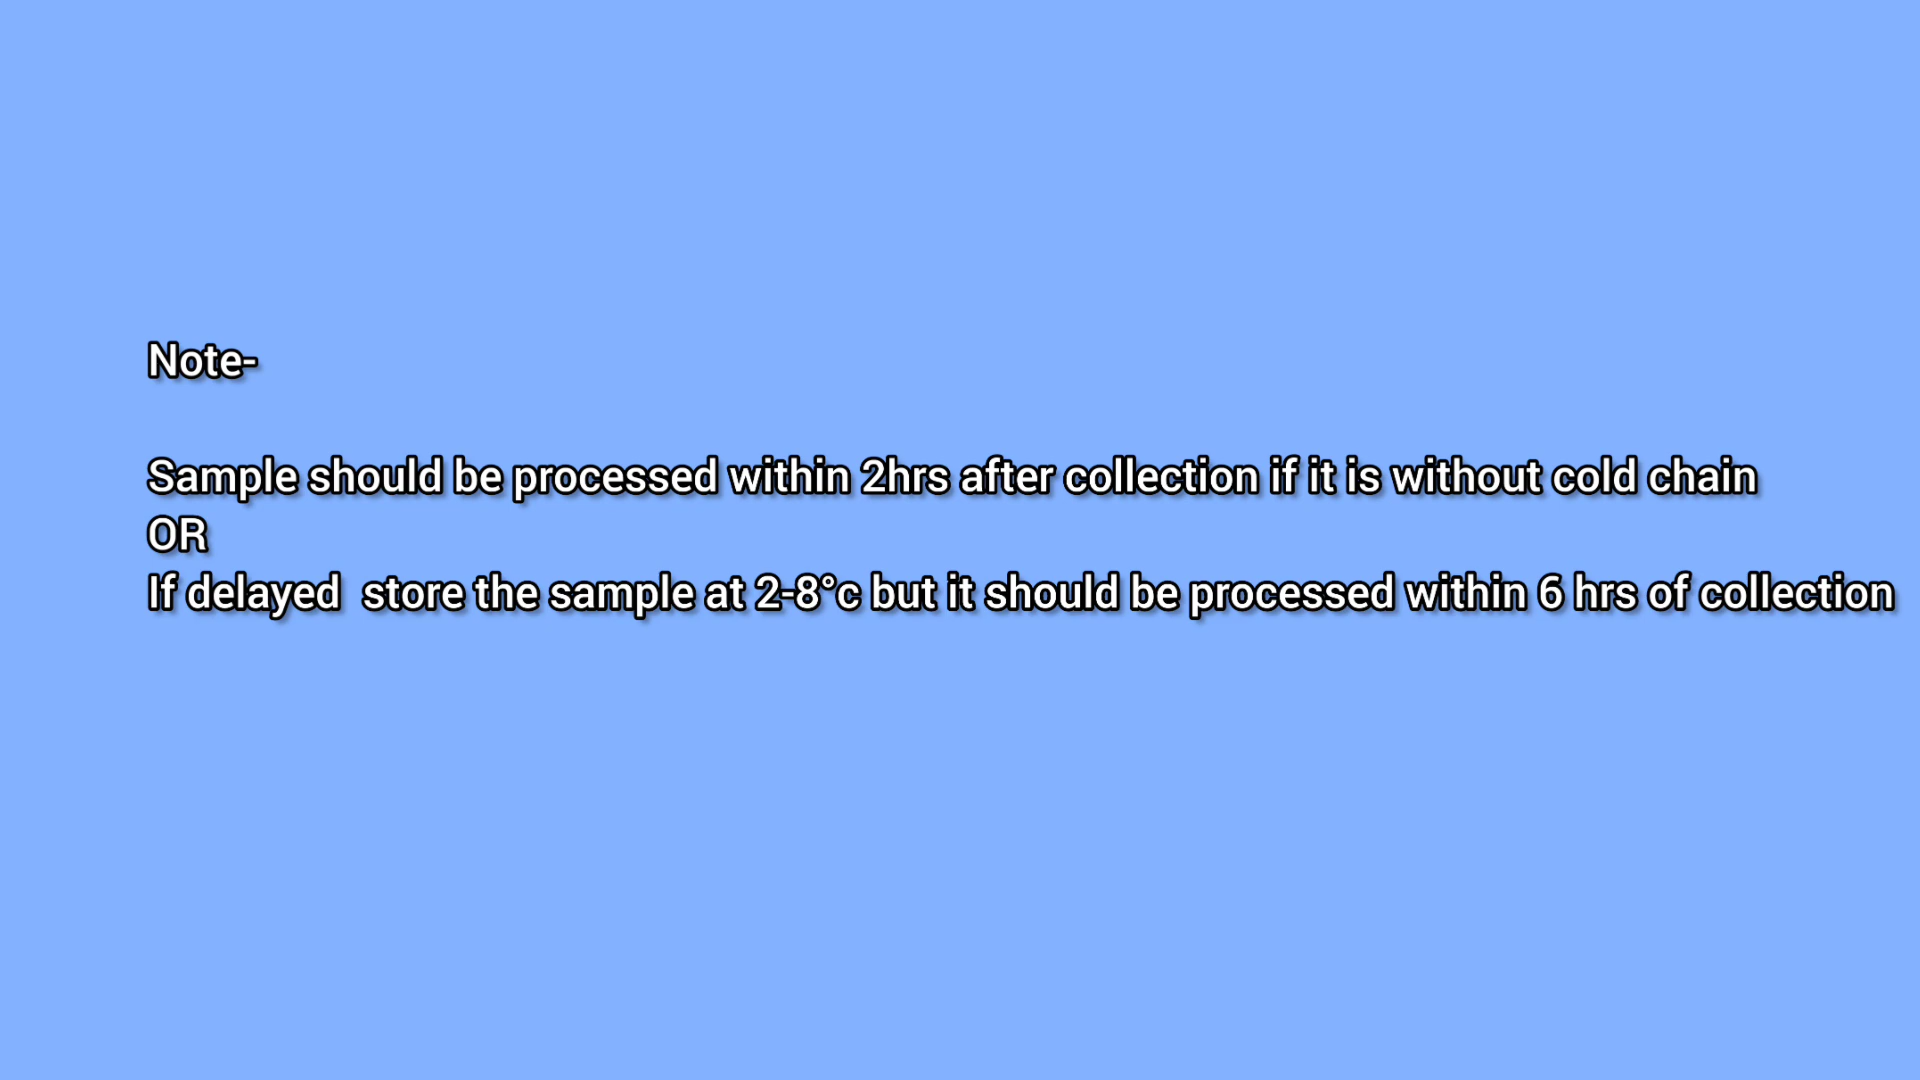 Note-
Sample should be processed within 2hrs after collection if it is without cold chain
OR
If delayed  store the sample at 2-8°c but it should be processed within 6 hrs of collection